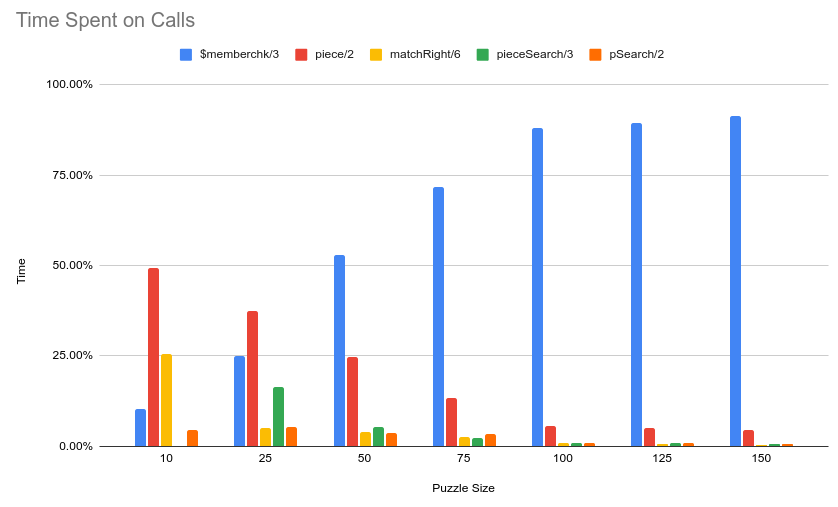 Time Spent on Calls
$memberchk/3 piece/2 matchRight/6 pieceSearch/3 pSearch/2
100.00%
75.00%
50.00%
25.00%
0.00%
Time
10 25 50 75 100 125 150
Puzzle Size